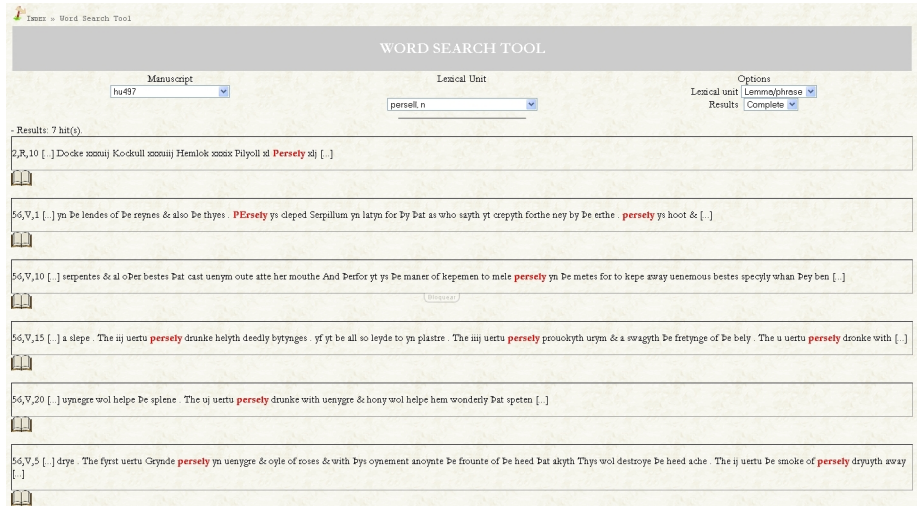 Index » Word Search Tool
WORD SEARCH TOOL
Manuscript
hu497
Lexical Unit
persell, n
Options
Lexical unit Lemma/phrase
Results Complete
- Results: 7 hit(s).
2,R,10 [...] Docke xxxuij Kockull xxxuiij Hemlok xxxix Pilyoll xl Persely xlj [...]
56,V,1 [...] yn Þe lendes of Þe reynes & also Þe thyes . PErsely ys cleped Serpillum yn latyn for Þy Þat as who sayth yt crepyth forthe ney by Þe erthe . persely ys hoot & [...]
56,V,10 [...] serpentes & al oÞer bestes Þat cast uenym oute atte her mouthe And Þerfor yt ys Þe maner of kepemen to mele persely yn Þe metes for to kepe away uenemous bestes specyly whan Þey ben [...]
Bloquear
56,V,15 [...] a slepe . The iij uertu persely drunke helyth deedly bytynges . yf yt be all so leyde to yn plastre . The iiij uertu persely prouokyth urym & a swagyth Þe fretynge of Þe bely . The u uertu persely dronke with [...]
56,V,20 [...] uynegre wol helpe Þe splene . The uj uertu persely drunke with uenygre & hony wol helpe hem wonderly Þat speten [...]
56,V,5 [...] drye . The fyrst uertu Grynde persely yn uenygre & oyle of roses & with Þys oynement anoynte Þe frounte of Þe heed Þat akyth Thys wol destroye Þe heed ache . The ij uertu Þe smoke of persely dryuyth away
[...]